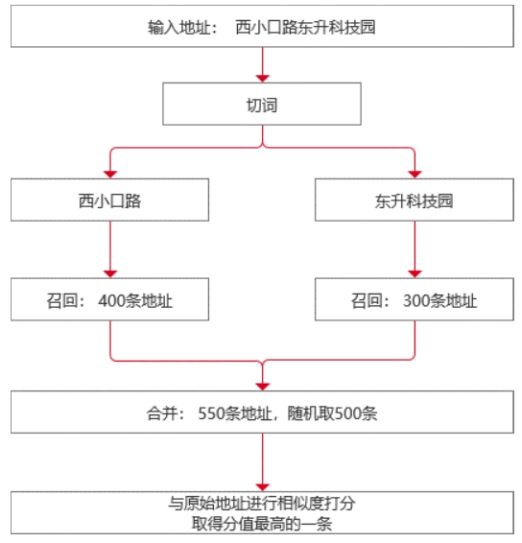 输入地址： 西小口路东升科技园
切词
西小口路
东升科技园
召回： 400条地址
召回： 300条地址
合并： 550条地址，随机取500条
与原始地址进行相似度打分
取得分值最高的一条